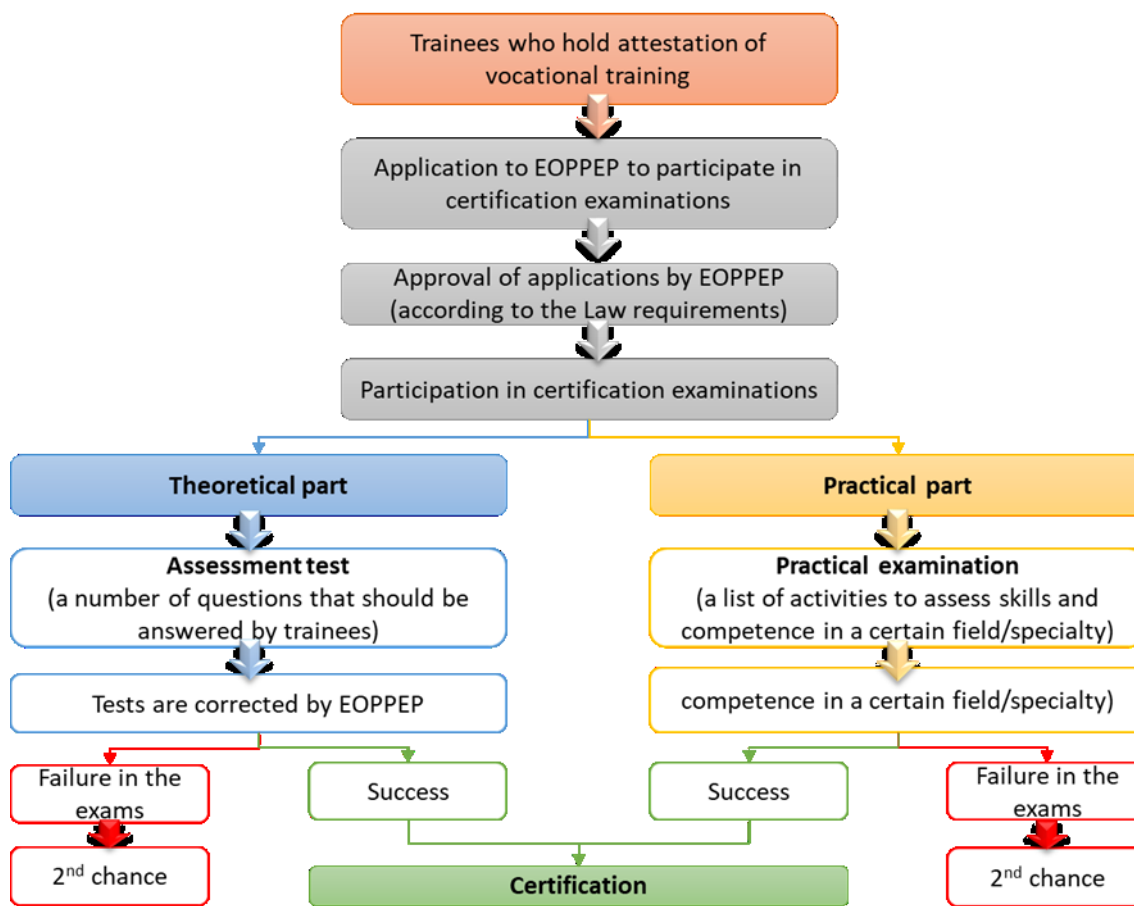 Trainees who hold attestation of
vocational training
Application to EOPPEP to participate in
certification examinations
Approval of applications by EOPPEP
(according to the Law requirements)
Participation in certification examinations
Theoretical part
Practical part
Assessment test
(a number of questions that should be
answered by trainees)
Practical examination
(a list of activities to assess skills and
competence in a certain field/specialty)
Tests are corrected by EOPPEP
competence in a certain field/specialty)
Failure in the
exams
Success
Success
Failure in the
exams
2nd chance
Certification
2nd chance